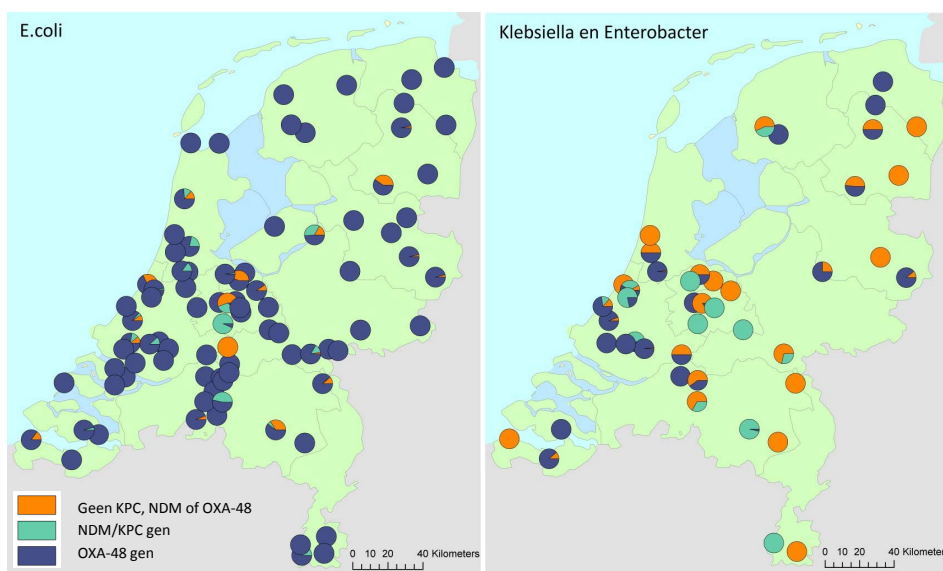 E.coli
Klebsiella en Enterobacter
Geen KPC, NDM of OXA-48
NDM/KPC gen
OXA-48 gen
0 10 20 40 Kilometers
0 10 20 40 Kilometers